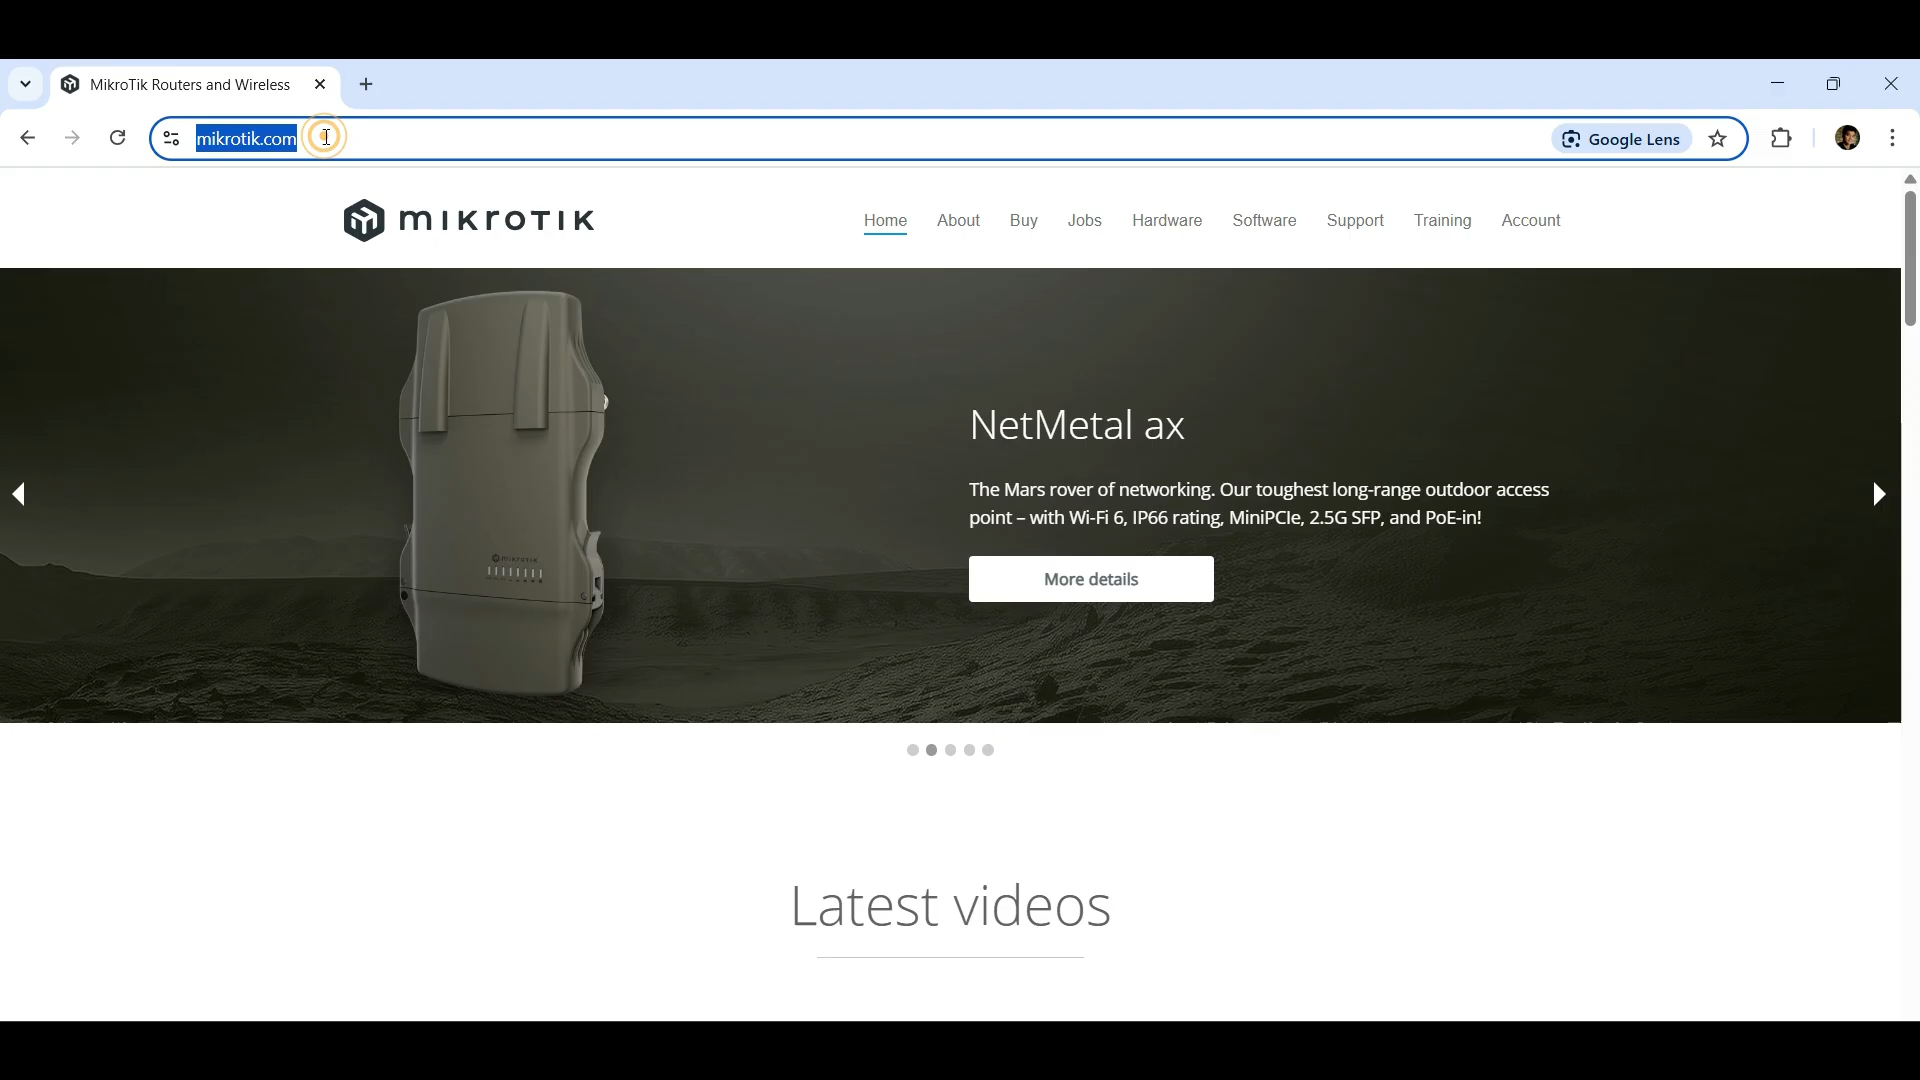 MikroTik Routers and Wireless
mikrotik.com
Google Lens
mikrotik
Home About Buy Jobs Hardware Software Support Training Account
NetMetal ax
The Mars rover of networking. Our toughest long-range outdoor access
point – with Wi-Fi 6, IP66 rating, MiniPCIe, 2.5G SFP, and PoE-in!
More details
mikrotik
Latest videos